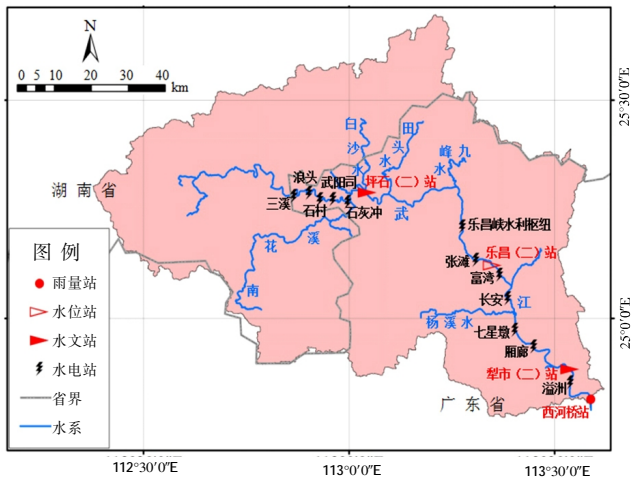 N
0 5 10 20 30 40
km
25°30′0″E
白沙水
田头水
九峰水
浪头
武阳司
坪石（二）站
湖南省
三溪
石村
石灰冲
武
乐昌峡水利枢纽
花
溪
南
图例
雨量站
水位站
水文站
水电站
省界
水系
张滩
乐昌（二）站
富湾
长安
江
25°0′0″E
杨溪水
七星墩
厢廊
犁市（二）站
溢洲
广东省
西河桥站
112°30′0″E
113°0′0″E
113°30′0″E